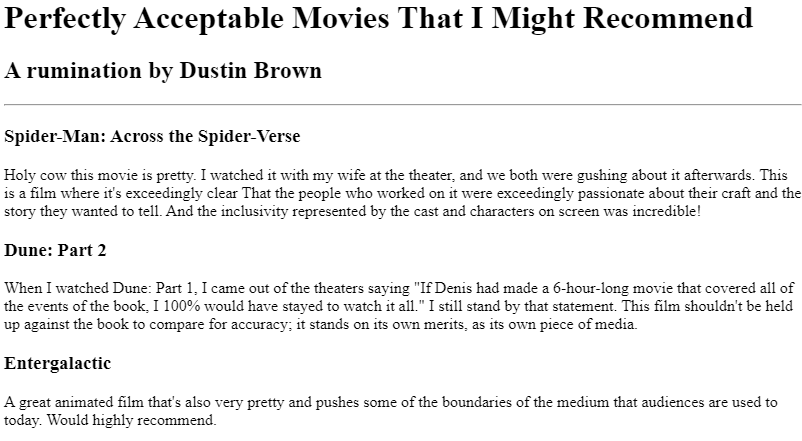 Perfectly Acceptable Movies That I Might Recommend
A rumination by Dustin Brown
Spider-Man: Across the Spider-Verse
Holy cow this movie is pretty. I watched it with my wife at the theater, and we both were gushing about it afterwards. This
is a film where it's exceedingly clear That the people who worked on it were exceedingly passionate about their craft and the
story they wanted to tell. And the inclusivity represented by the cast and characters on screen was incredible!
Dune: Part 2
When I watched Dune: Part 1, I came out of the theaters saying "If Denis had made a 6-hour-long movie that covered all of
the events of the book, I 100% would have stayed to watch it all." I still stand by that statement. This film shouldn't be held
up against the book to compare for accuracy; it stands on its own merits, as its own piece of media.
Entergalactic
A great animated film that's also very pretty and pushes some of the boundaries of the medium that audiences are used to
today. Would highly recommend.